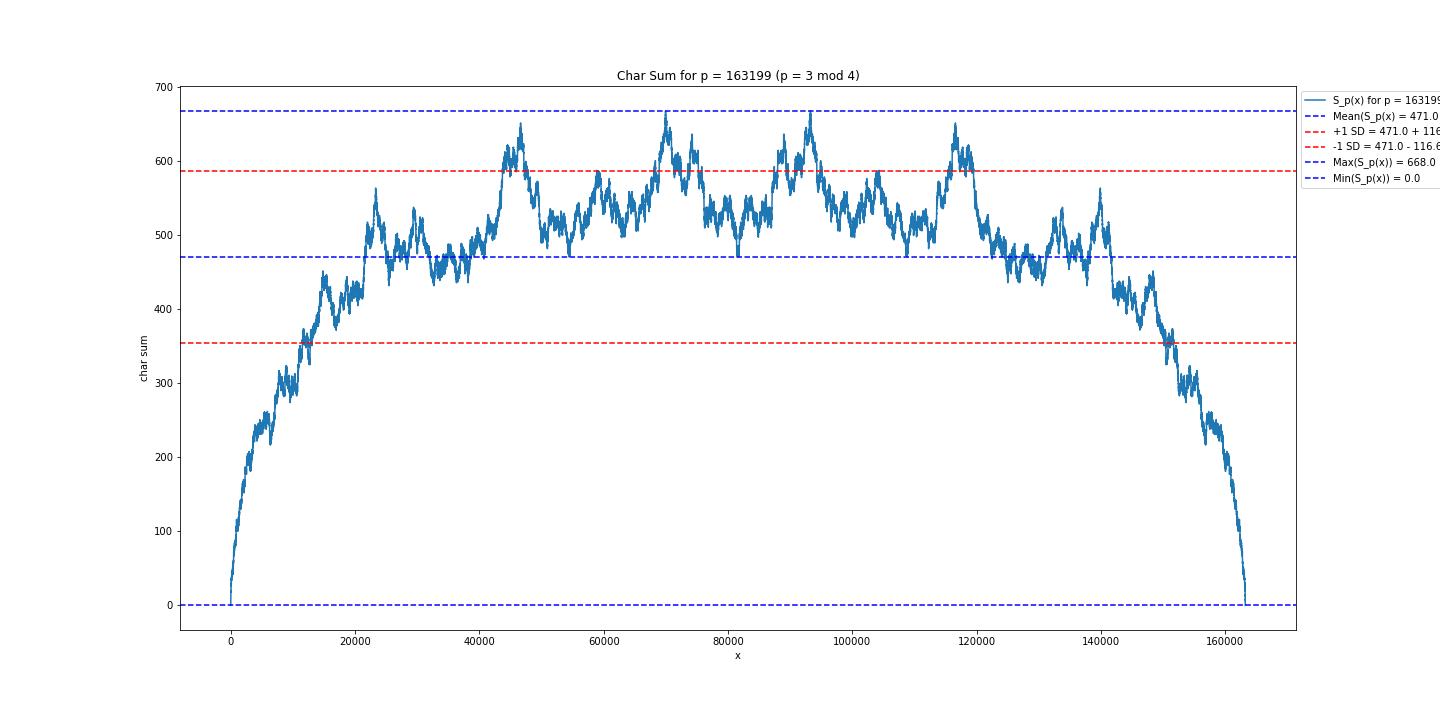 Char Sum for p = 163199 (p = 3 mod 4)
700
600
500
400
300
200
100
0
char sum
0 20000 40000 60000 80000 100000 120000 140000 160000
x
S_p(x) for p = 163199
Mean(S_p(x) = 471.0
+1 SD = 471.0 + 116
-1 SD = 471.0 - 116.6
Max(S_p(x)) = 668.0
Min(S_p(x)) = 0.0